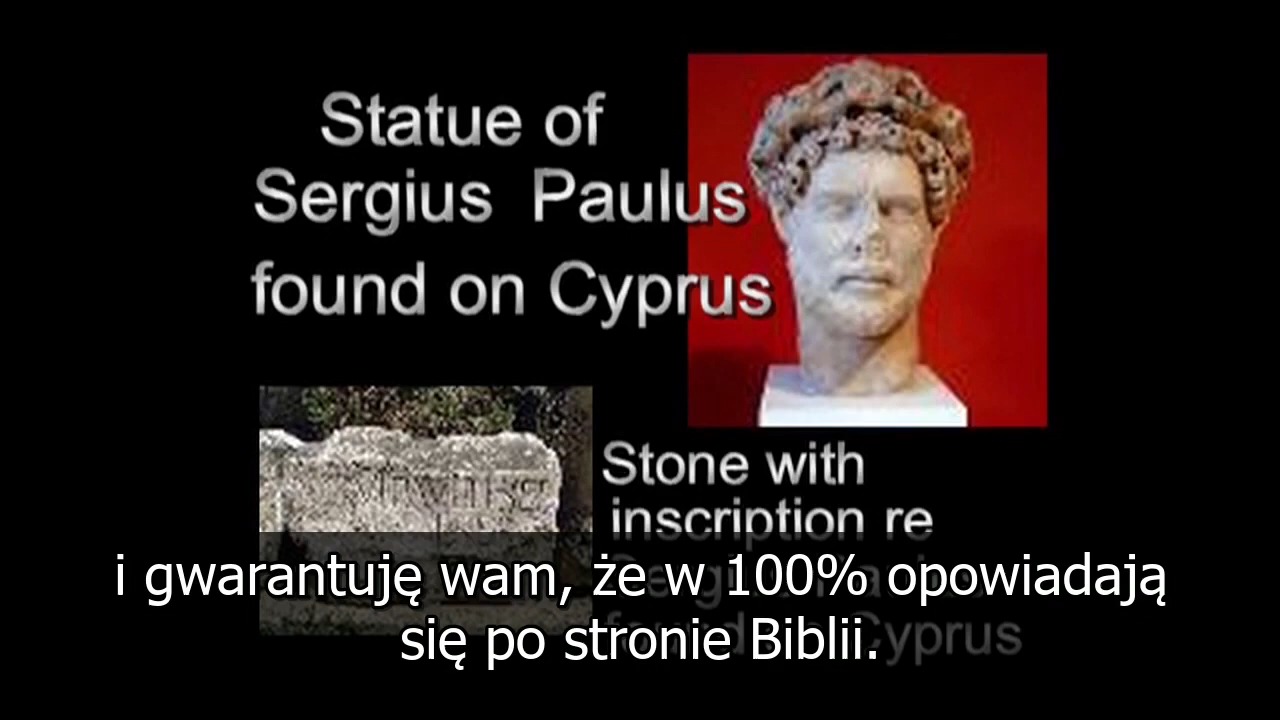 Statue of
Sergius Paulus
found on Cyprus
Stone with
inscription re
Cyprus
i gwarantuję wam, że w 100% opowiadają
się po stronie Biblii.